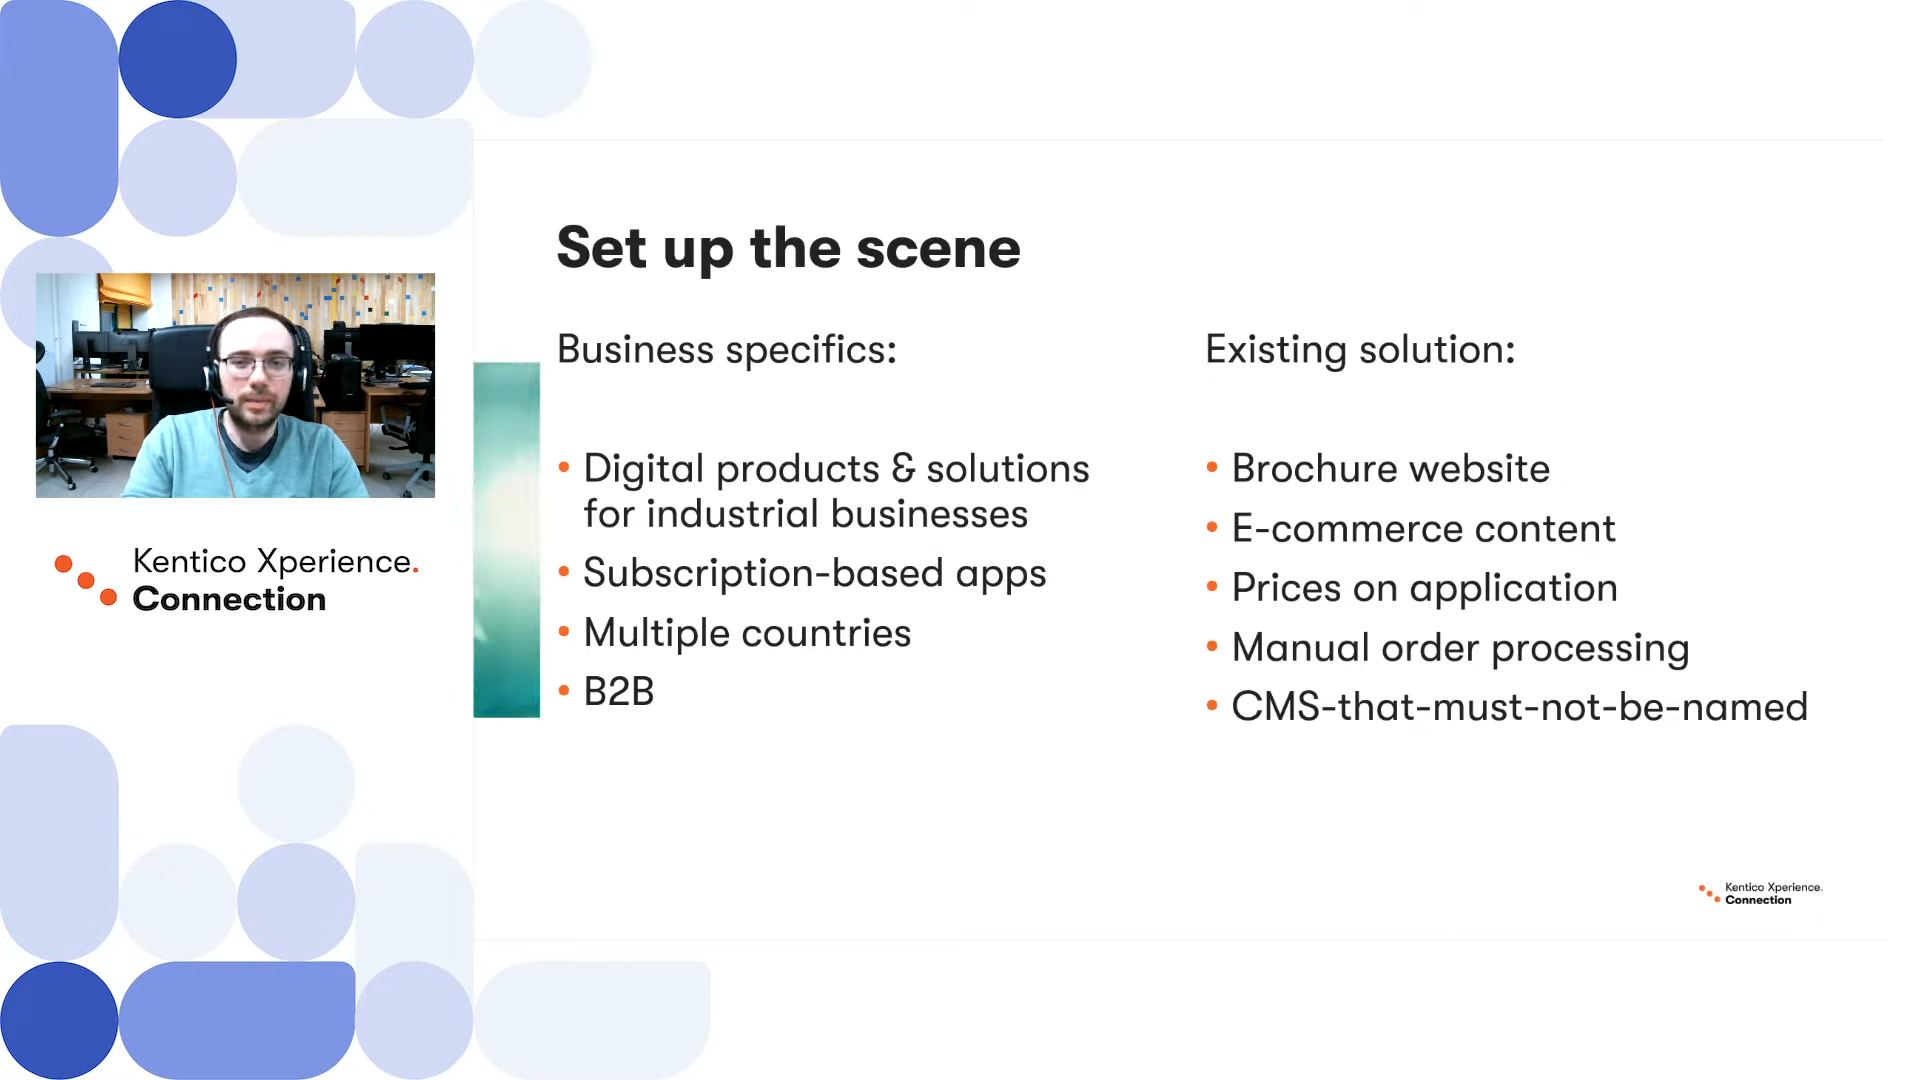 Kentico Xperience.
Connection
Set up the scene
Business specifics:
• Digital products & solutions
for industrial businesses
• Subscription-based apps
• Multiple countries
• B2B
Existing solution:
• Brochure website
• E-commerce content
• Prices on application
• Manual order processing
• CMS-that-must-not-be-named
Kentico Xperience.
Connection